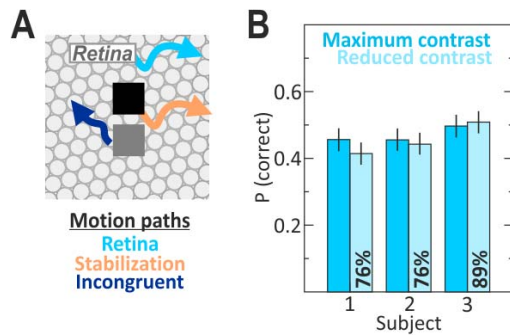 A
Retina
Motion paths
Retina
Stabilization
Incongruent
B
Maximum contrast
Reduced contrast
P (correct)
0.6
0.4
0.2
76%
76%
89%
1 2 3
Subject